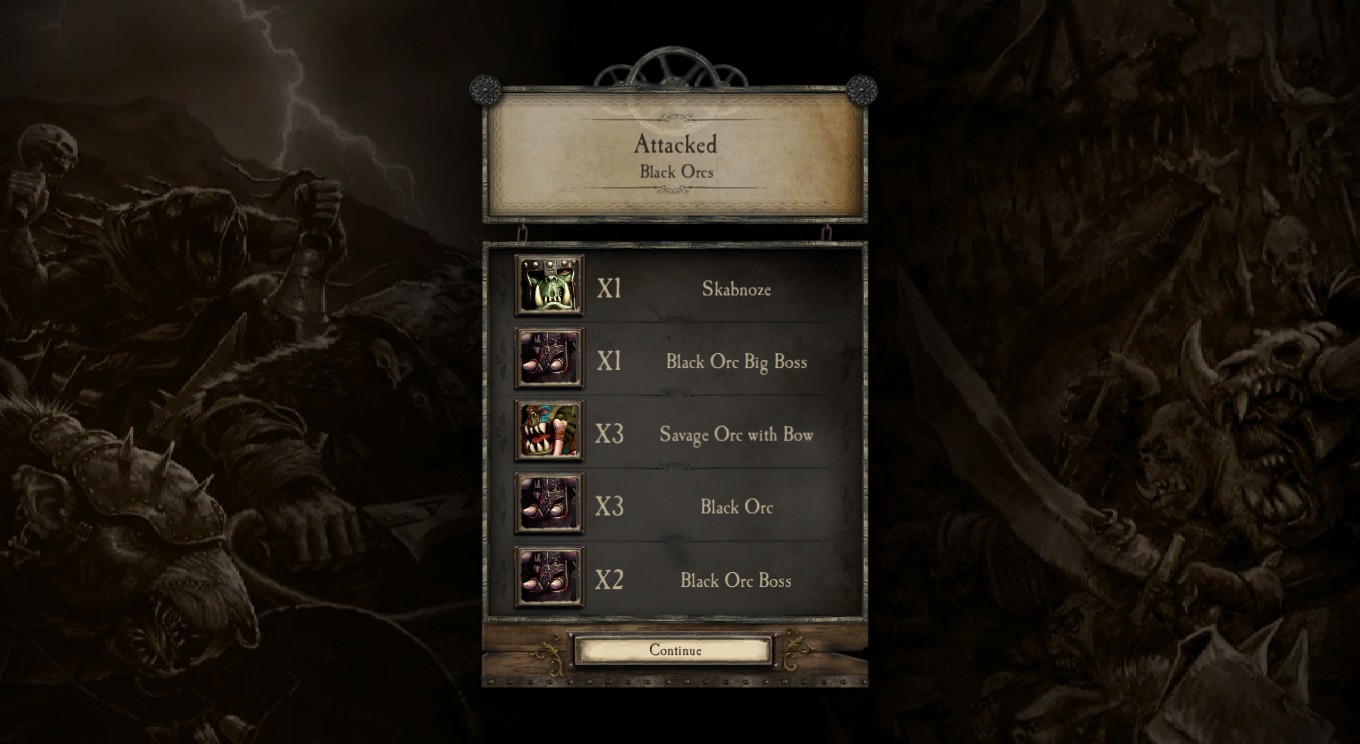 Attacked
Black Orcs
X1 Skabnoze
X1 Black Orc Big Boss
X3 Savage Orc with Bow
X3 Black Orc
X2 Black Orc Boss
Continue